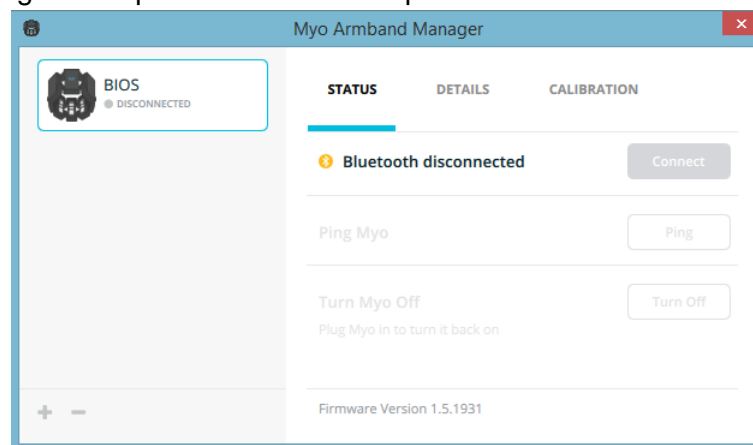 Myo Armband Manager
BIOS
DISCONNECTED
STATUS DETAILS CALIBRATION
Bluetooth disconnected Connect
Ping Myo Ping
Turn Myo Off Turn Off
Plug Myo in to turn it back on
Firmware Version 1.5.1931